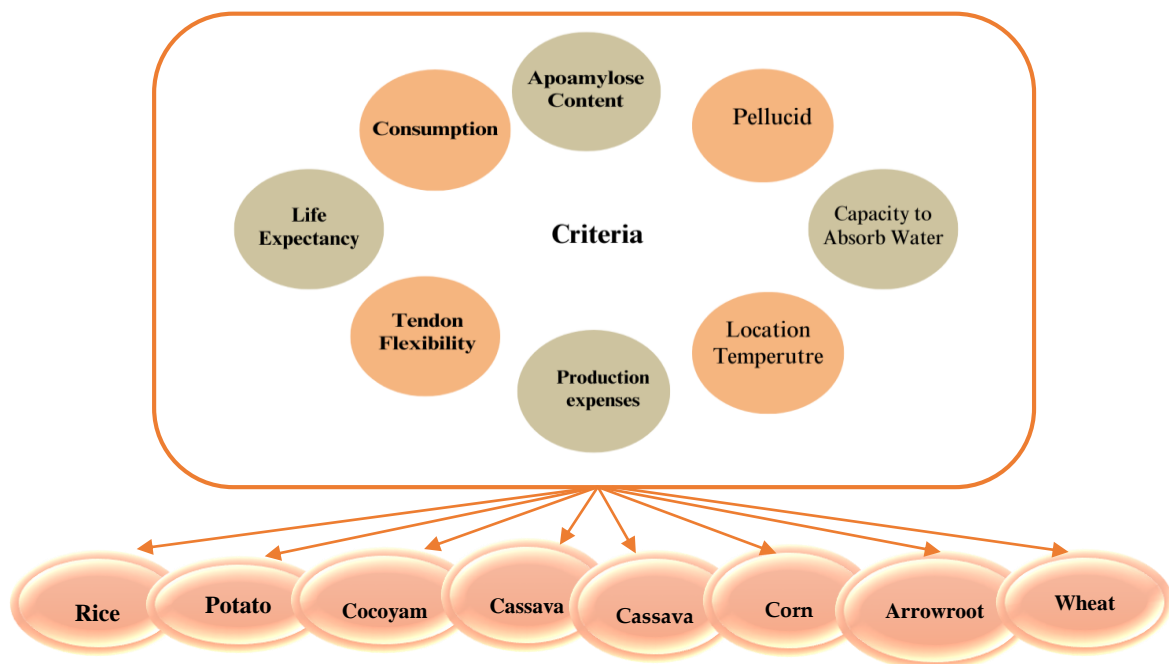 Apoamylose
Content
Consumption
Pellucid
Life
Expectancy
Criteria
Capacity to
Absorb Water
Tendon
Flexibility
Location
Temperutre
Production
expenses
Rice
Potato
Cocoyam
Cassava
Cassava
Corn
Arrowroot
Wheat